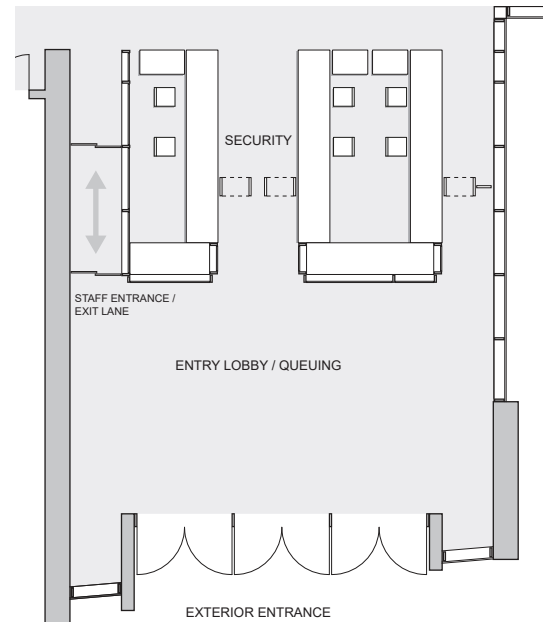 SECURITY
STAFF ENTRANCE /
EXIT LANE
ENTRY LOBBY / QUEUING
EXTERIOR ENTRANCE